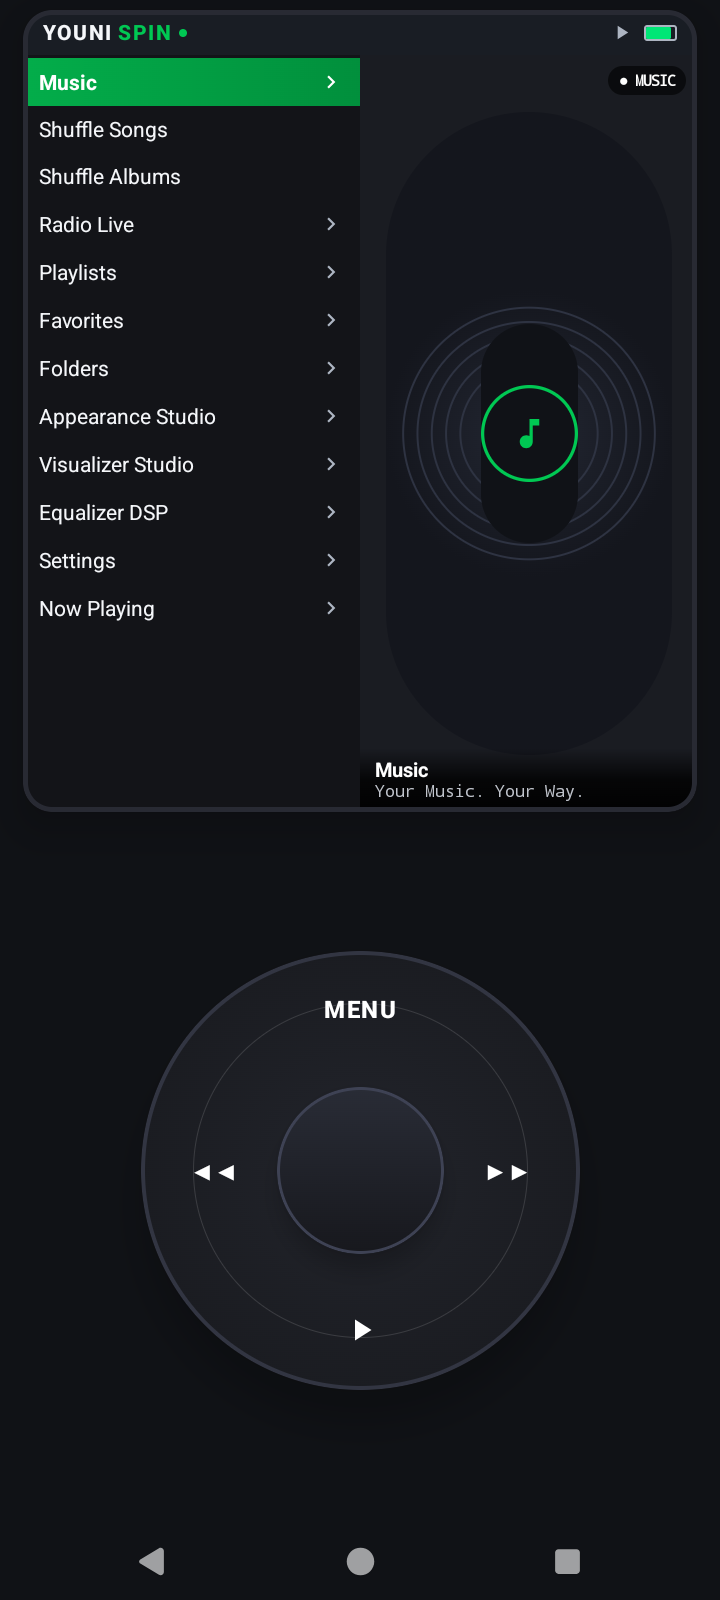 YOUNI SPIN
Music
Shuffle Songs
Shuffle Albums
Radio Live
Playlists
Favorites
Folders
Appearance Studio
Visualizer Studio
Equalizer DSP
Settings
Now Playing
MUSIC
Music
Your Music. Your Way.
MENU